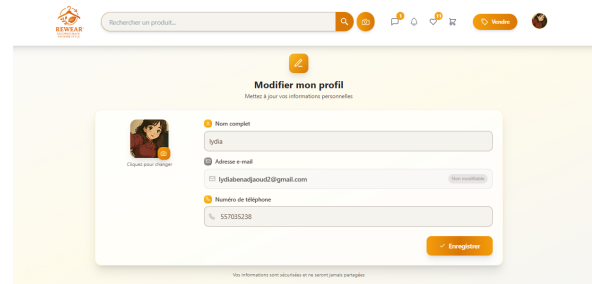 REWEAR
Rechercher un produit...
Vendre
Modifier mon profil
Mettez à jour vos informations personnelles
Nom complet
lydia
Cliquez pour changer
Adresse e-mail
lydiabenadjaoud2@gmail.com
Non modifiable
Numéro de téléphone
557035238
Enregistrer
Vos informations sont sécurisées et ne seront jamais partagées